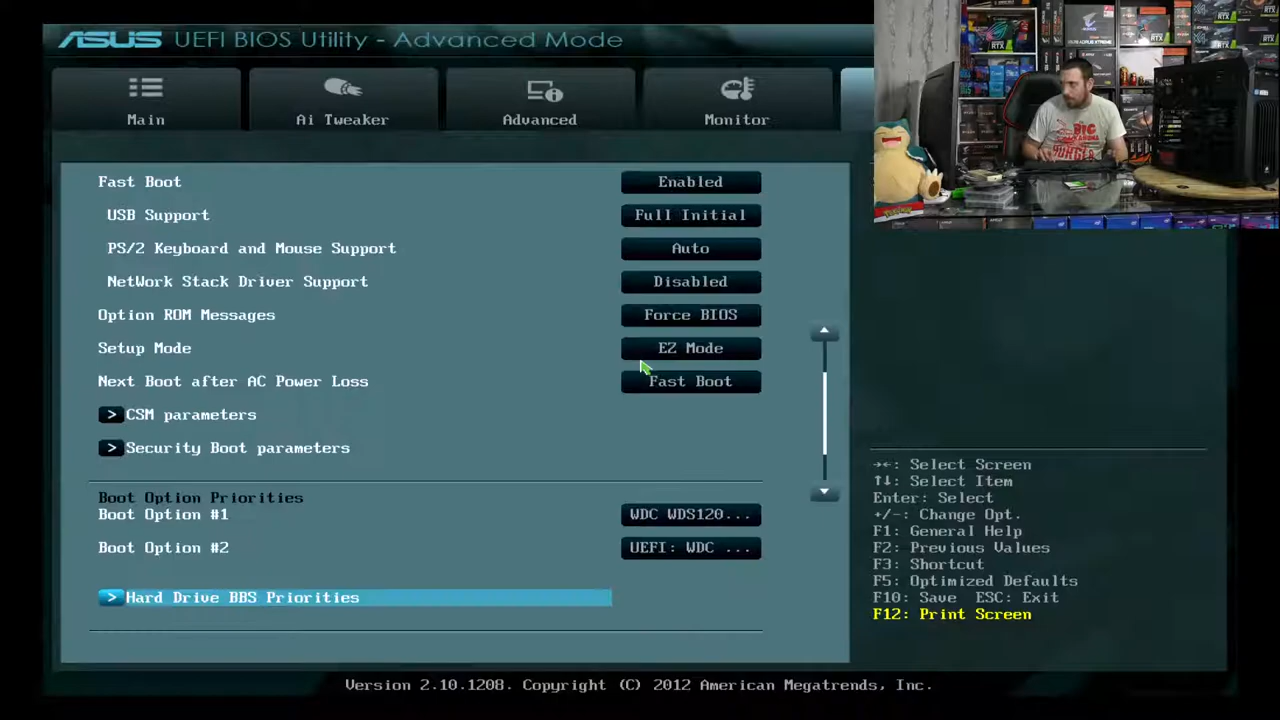 ASUS UEFI BIOS Utility - Advanced Mode
Main
Ai Tweaker
Advanced
Monitor
Fast Boot Enabled
USB Support Full Initial
PS/2 Keyboard and Mouse Support Auto
NetWork Stack Driver Support Disabled
Option ROM Messages Force BIOS
Setup Mode EZ Mode
Next Boot after AC Power Loss Fast Boot
> CSM parameters
> Security Boot parameters
Boot Option Priorities
Boot Option #1 WDC WDS120...
Boot Option #2 UEFI: WDC ...
> Hard Drive BBS Priorities
→←: Select Screen
↑↓: Select Item
Enter: Select
+/-: Change Opt.
F1: General Help
F2: Previous Values
F3: Shortcut
F5: Optimized Defaults
F10: Save ESC: Exit
F12: Print Screen
Version 2.10.1208. Copyright (C) 2012 American Megatrends, Inc.